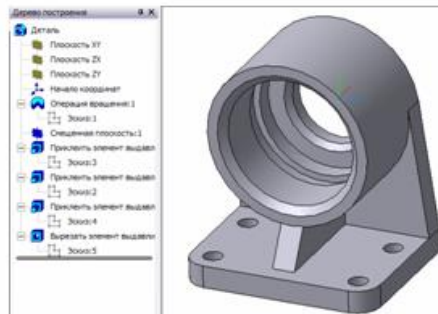 Дерево построения
Деталь
Плоскость XY
Плоскость ZX
Плоскость ZY
Начало координат
Операция вращения:1
Эскиз:1
Смещенная плоскость:1
Приклеить элемент выдавл
Эскиз:3
Приклеить элемент выдавл
Эскиз:2
Приклеить элемент выдавл
Эскиз:4
Вырезать элемент выдавли
Эскиз:5